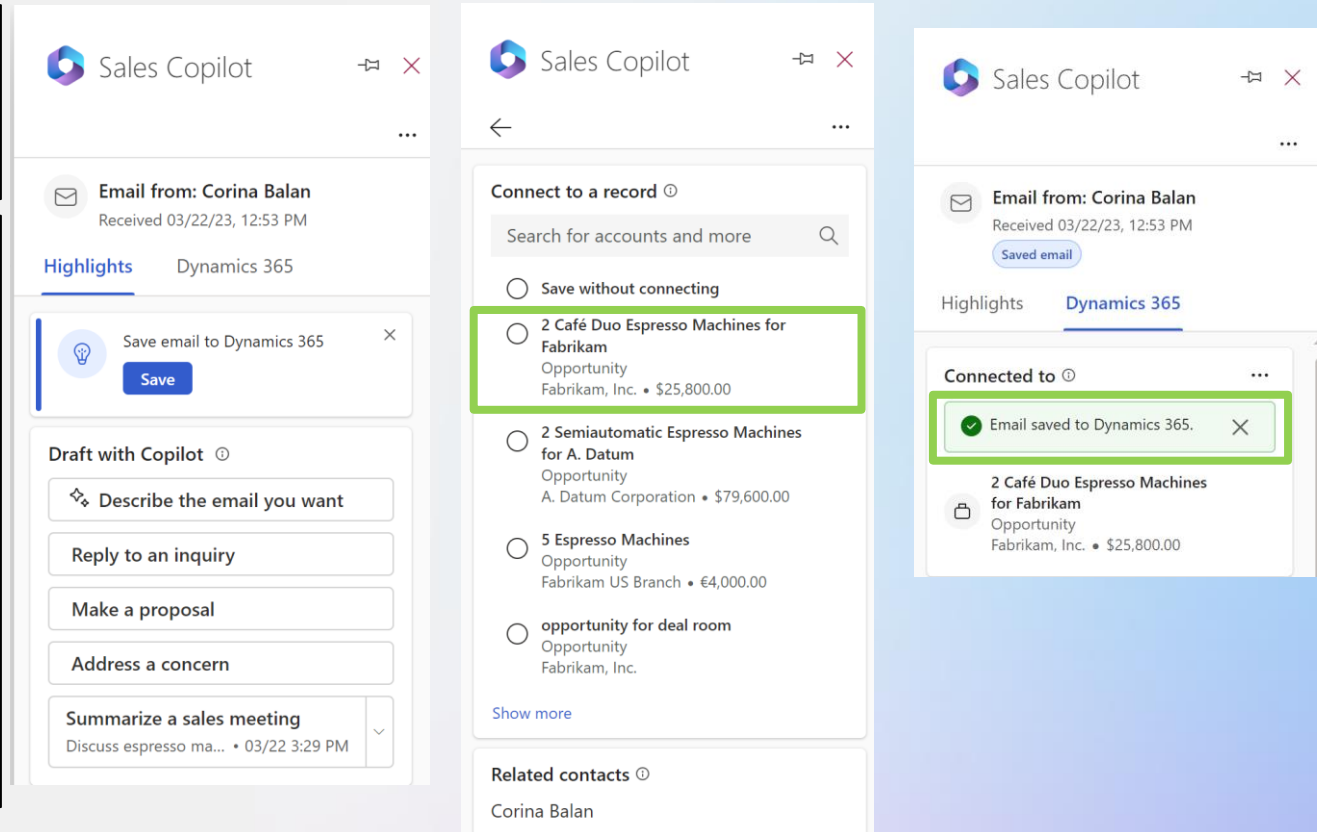 Sales Copilot
...
Email from: Corina Balan
Received 03/22/23, 12:53 PM
Highlights
Dynamics 365
Save email to Dynamics 365
Save
Draft with Copilot
Describe the email you want
Reply to an inquiry
Make a proposal
Address a concern
Summarize a sales meeting
Discuss espresso ma... • 03/22 3:29 PM
Sales Copilot
...
Connect to a record
Search for accounts and more
Save without connecting
2 Café Duo Espresso Machines for
Fabrikam
Opportunity
Fabrikam, Inc. • $25,800.00
2 Semiautomatic Espresso Machines
for A. Datum
Opportunity
A. Datum Corporation • $79,600.00
5 Espresso Machines
Opportunity
Fabrikam US Branch • €4,000.00
opportunity for deal room
Opportunity
Fabrikam, Inc.
Show more
Related contacts
Corina Balan
Sales Copilot
...
Email from: Corina Balan
Received 03/22/23, 12:53 PM
Saved email
Highlights
Dynamics 365
Connected to
...
Email saved to Dynamics 365.
2 Café Duo Espresso Machines
for Fabrikam
Opportunity
Fabrikam, Inc. • $25,800.00